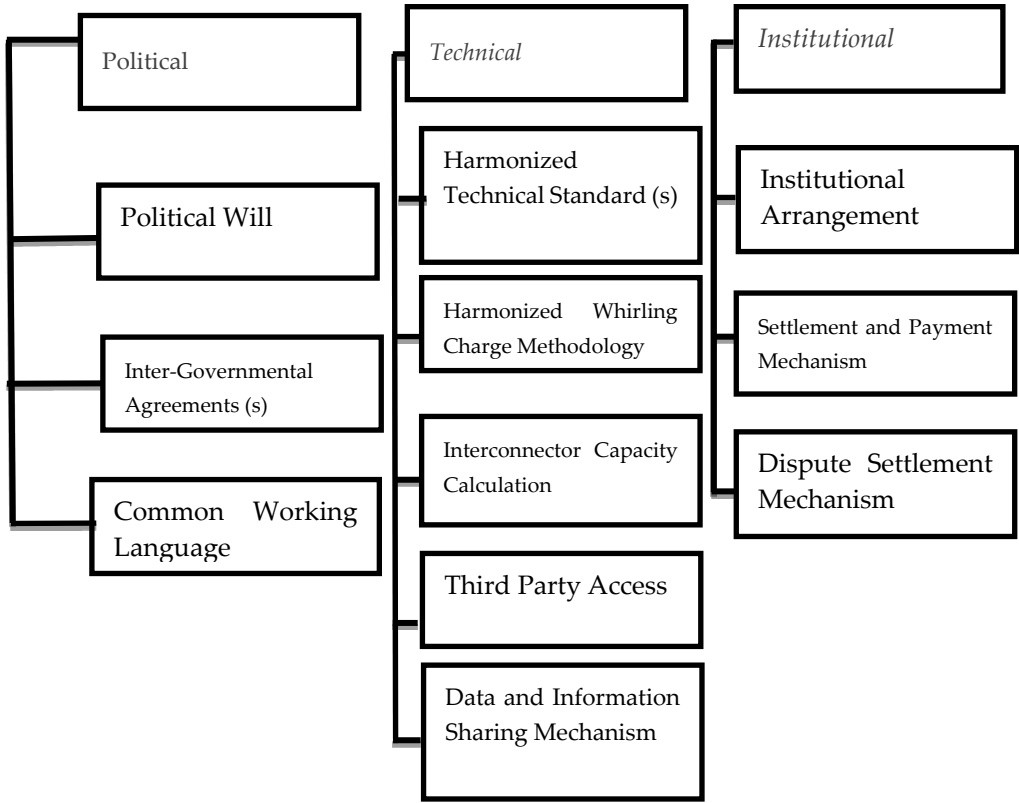 Political
Political Will
Inter-Governmental
Agreements (s)
Common Working
Language
Technical
Harmonized
Technical Standard (s)
Harmonized Whirling
Charge Methodology
Interconnector Capacity
Calculation
Third Party Access
Data and Information
Sharing Mechanism
Institutional
Institutional
Arrangement
Settlement and Payment
Mechanism
Dispute Settlement
Mechanism